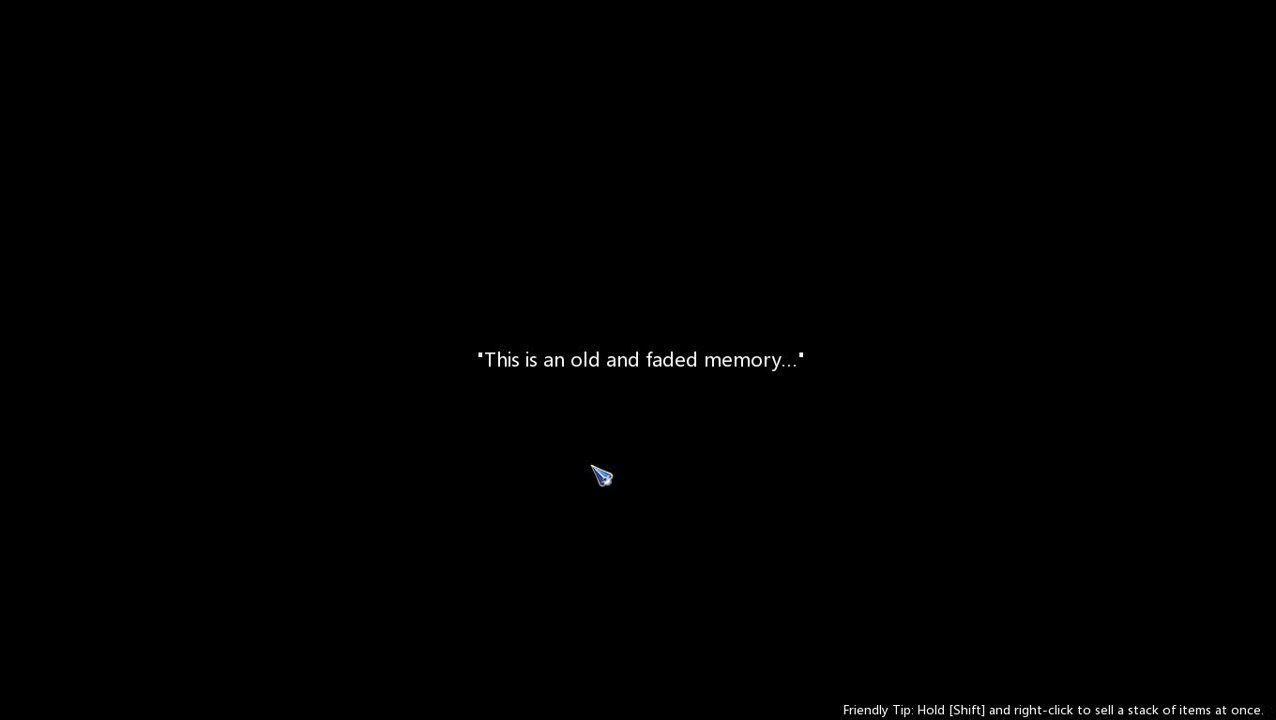 "This is an old and faded memory..."
Friendly Tip: Hold [Shift] and right-click to sell a stack of items at once.